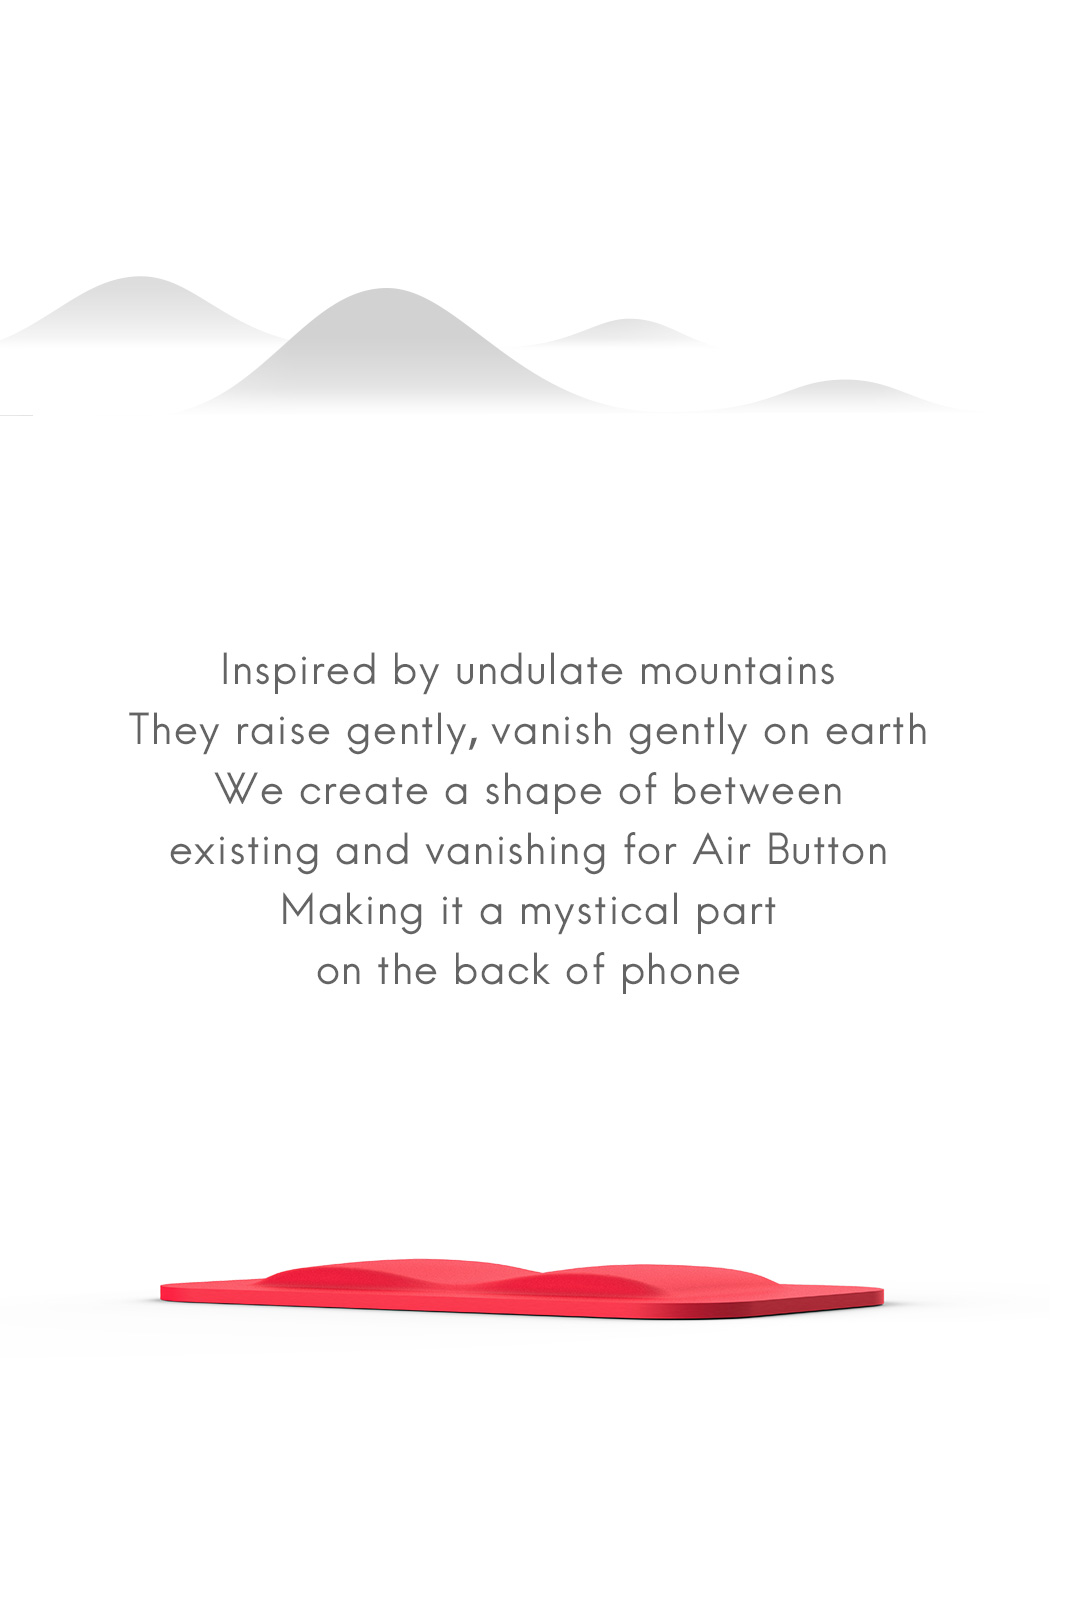 Inspired by undulate mountains
They raise gently, vanish gently on earth
We create a shape of between
existing and vanishing for Air Button
Making it a mystical part
on the back of phone